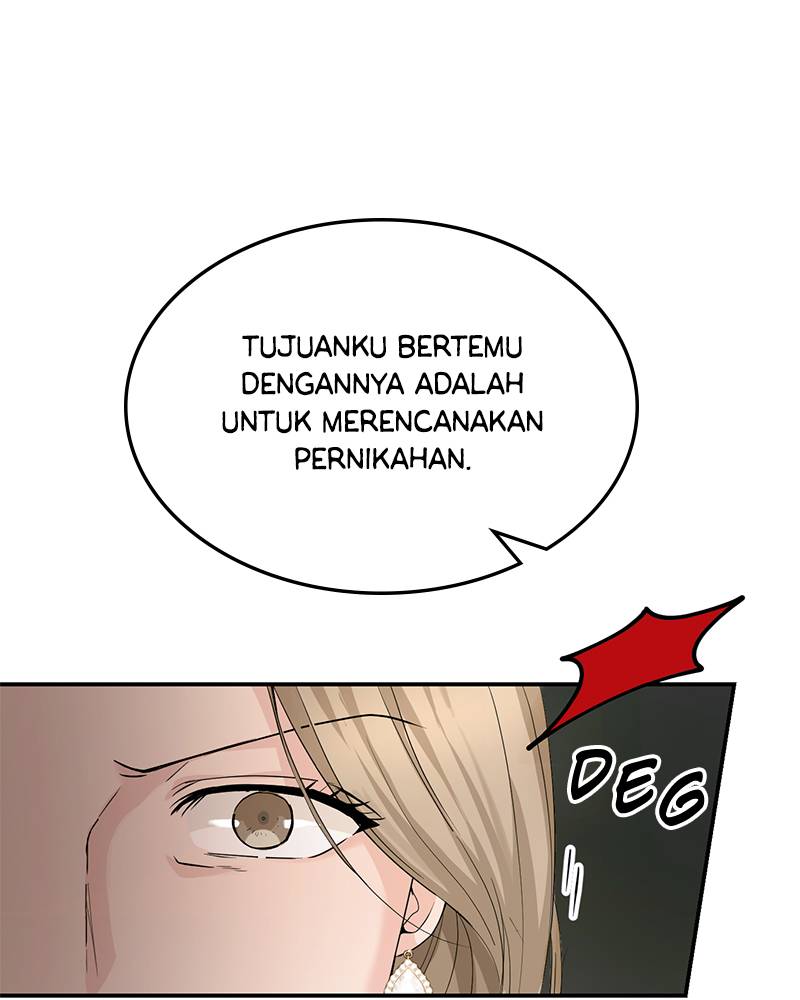 TUJUANKU BERTEMU
DENGANNYA ADALAH
UNTUK MERENCANAKAN
PERNIKAHAN.
DEG